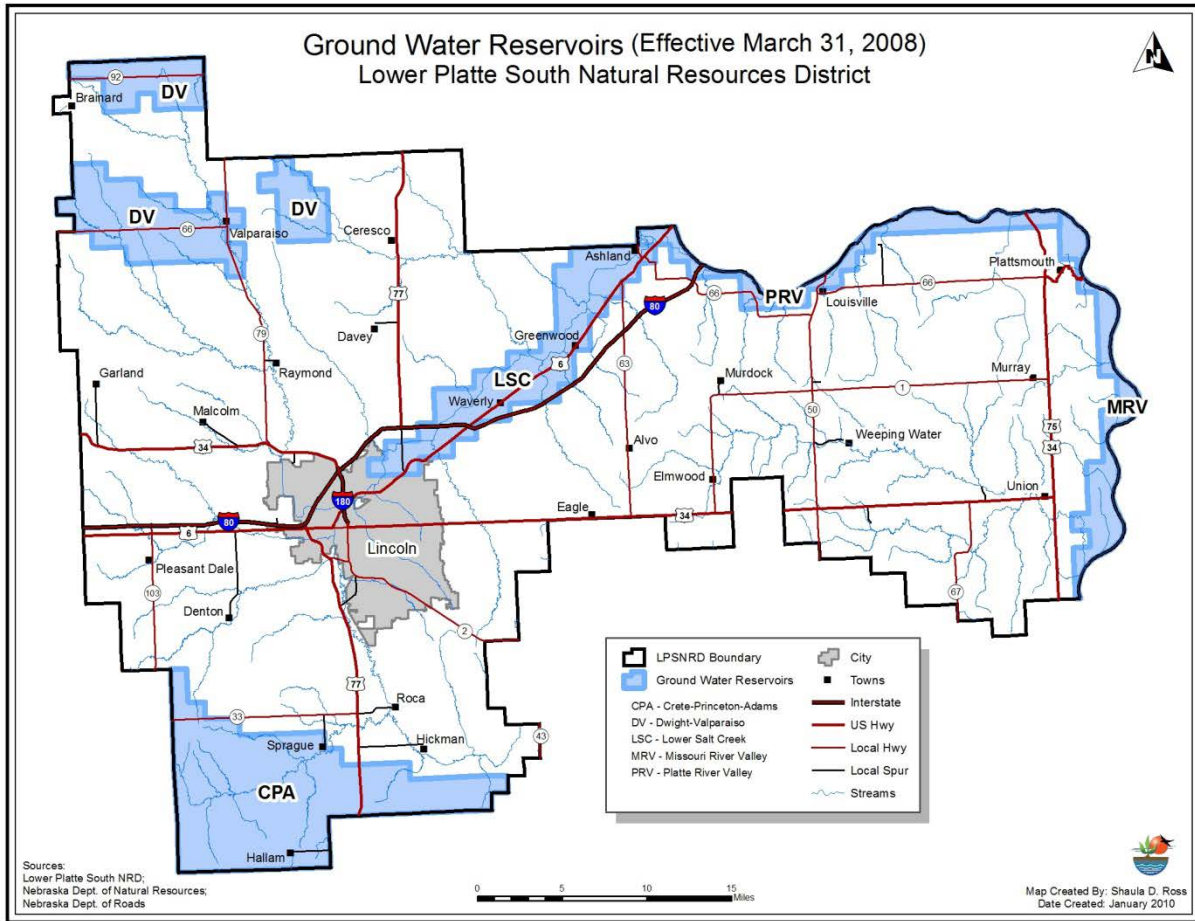 Ground Water Reservoirs (Effective March 31, 2008)
Lower Platte South Natural Resources District
N
92
DV
Brainard
DV
DV
66
Valparaiso
Ceresco
77
Ashland
Plattsmouth
PRV
66
66
Louisville
80
79
Davey
Greenwood
6
63
Garland
Raymond
LSC
Murdock
Murray
1
Waverly
MRV
Malcolm
50
75
34
34
Alvo
Weeping Water
Elmwood
Union
180
Eagle
34
80
6
Lincoln
Pleasant Dale
103
67
Denton
2
77
Roca
33
43
Sprague
Hickman
CPA
Hallam
LPSNRD Boundary
Ground Water Reservoirs
CPA - Crete-Princeton-Adams
DV - Dwight-Valparaiso
LSC - Lower Salt Creek
MRV - Missouri River Valley
PRV - Platte River Valley
City
Towns
Interstate
US Hwy
Local Hwy
Local Spur
Streams
Sources:
Lower Platte South NRD;
Nebraska Dept. of Natural Resources;
Nebraska Dept. of Roads
0 5 10 15
Miles
Map Created By: Shaula D. Ross
Date Created: January 2010